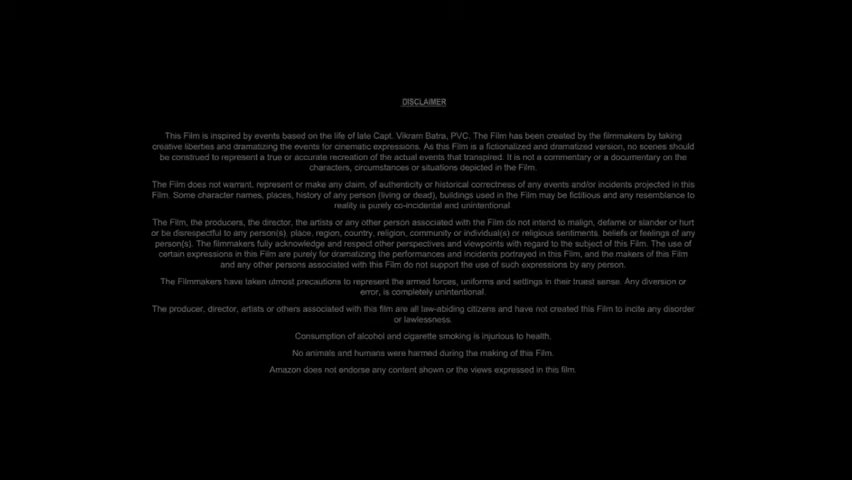 DISCLAIMER
This Film is inspired by events based on the life of late Capt. Vikram Batra, PVC. The Film has been created by the filmmakers by taking
creative liberties and dramatizing the events for cinematic expressions. As this Film is a fictionalized and dramatized version, no scenes should
be construed to represent a true or accurate recreation of the actual events that transpired. It is not a commentary or a documentary on the
characters, circumstances or situations depicted in the Film.
The Film does not warrant, represent or make any claim, of authenticity or historical correctness of any events and/or incidents projected in this
Film. Some character names, places, history of any person (living or dead), buildings used in the Film may be fictitious and any resemblance to
reality is purely co-incidental and unintentional.
The Film, the producers, the director, the artists or any other person associated with the Film do not intend to malign, defame or slander or hurt
or be disrespectful to any person(s), place, region, country, religion, community or individual(s) or religious sentiments, beliefs or feelings of any
person(s). The filmmakers fully acknowledge and respect other perspectives and viewpoints with regard to the subject of this Film. The use of
certain expressions in this Film are purely for dramatizing the performances and incidents portrayed in this Film, and the makers of this Film
and any other persons associated with this Film do not support the use of such expressions by any person.
The Filmmakers have taken utmost precautions to represent the armed forces, uniforms and settings in their truest sense. Any diversion or
error, is completely unintentional.
The producer, director, artists or others associated with this film are all law-abiding citizens and have not created this Film to incite any disorder
or lawlessness.
Consumption of alcohol and cigarette smoking is injurious to health.
No animals and humans were harmed during the making of this Film.
Amazon does not endorse any content shown or the views expressed in this film.